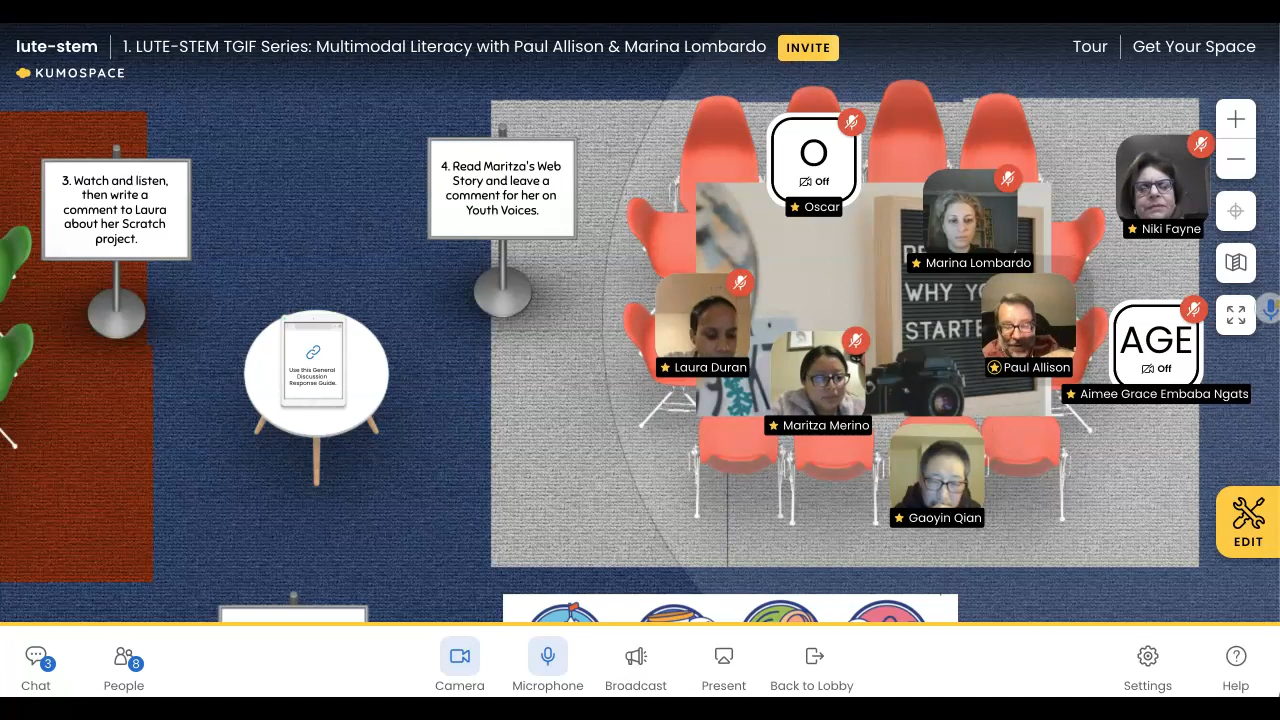 lute-stem
1. LUTE-STEM TGIF Series: Multimodal Literacy with Paul Allison & Marina Lombardo
INVITE
Tour
Get Your Space
KUMOSPACE
3. Watch and listen,
then write a
comment to Laura
about her Scratch
project.
4. Read Maritza's Web
Story and leave a
comment for her on
Youth Voices.
Use this General
Discussion
Response Guide.
O
Off
Oscar
Marina Lombardo
Niki Fayne
WHY YO
STARTE
Laura Duran
Paul Allison
AGE
Off
Aimee Grace Embaba Ngats
Maritza Merino
Gaoyin Qian
EDIT
3
8
Chat
People
Camera
Microphone
Broadcast
Present
Back to Lobby
Settings
Help